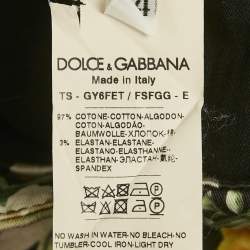 DOLCE & GABBANA
Made in Italy
TS - GY6FET / FSFGG - E
97% COTONE-COTTON-ALGODON-
COTON-ALGODÃO-
BAUMWOLLE-ХЛОПОК-棉
3% ELASTAN-ELASTANE-
ELASTANO-ELASTHANNE-
ELASTHAN-ЭЛАСТАН-
SPANDEX
NO WASH IN WATER-NO BLEACH-NO
TUMBLER-COOL IRON-LIGHT DRY